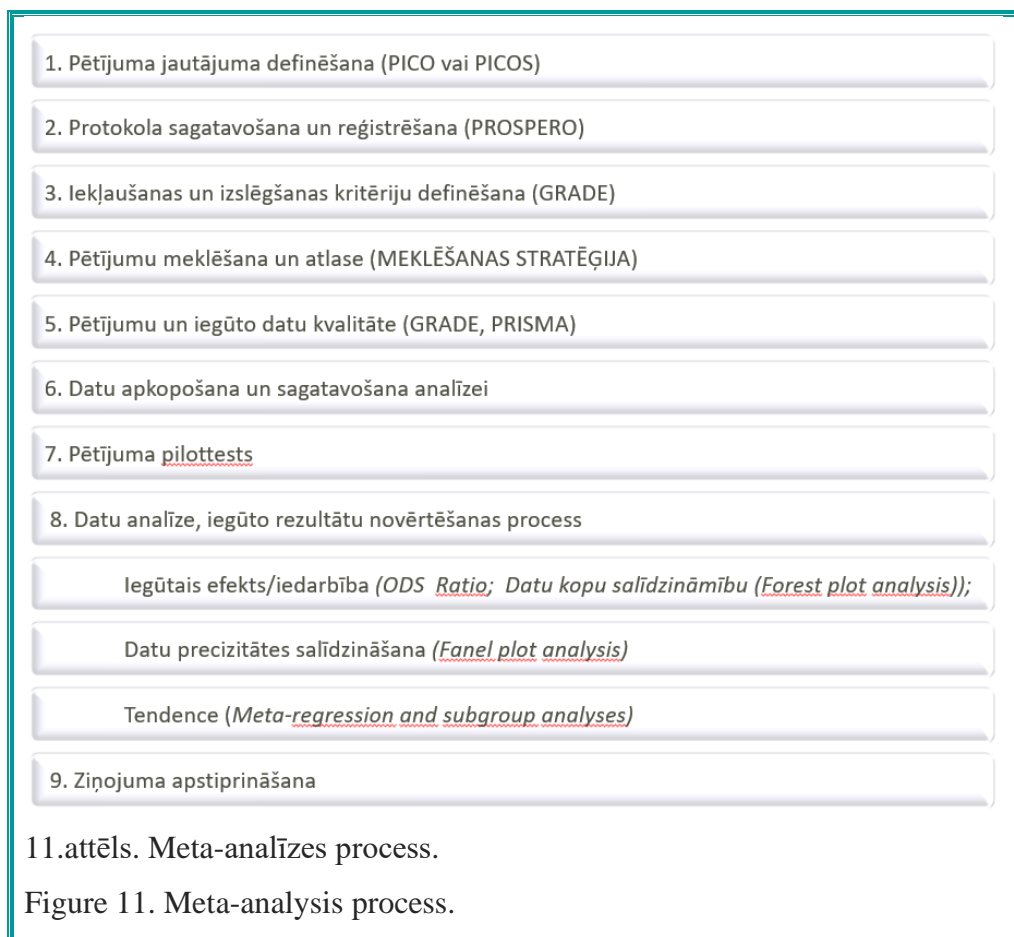 1. Pētījuma jautājuma definēšana (PICO vai PICOS)
2. Protokola sagatavošana un reģistrēšana (PROSPERO)
3. Iekļaušanas un izslēgšanas kritēriju definēšana (GRADE)
4. Pētījumu meklēšana un atlase (MEKLĒŠANAS STRATĒĢIJA)
5. Pētījumu un iegūto datu kvalitāte (GRADE, PRISMA)
6. Datu apkopošana un sagatavošana analīzei
7. Pētījuma pilottests
8. Datu analīze, iegūto rezultātu novērtēšanas process
Iegūtais efekts/iedarbība (ODS Ratio; Datu kopu salīdzināmību (Forest plot analysis));
Datu precizitātes salīdzināšana (Fanel plot analysis)
Tendence (Meta-regression and subgroup analyses)
9. Ziņojuma apstiprināšana
11.attēls. Meta-analīzes process.
Figure 11. Meta-analysis process.